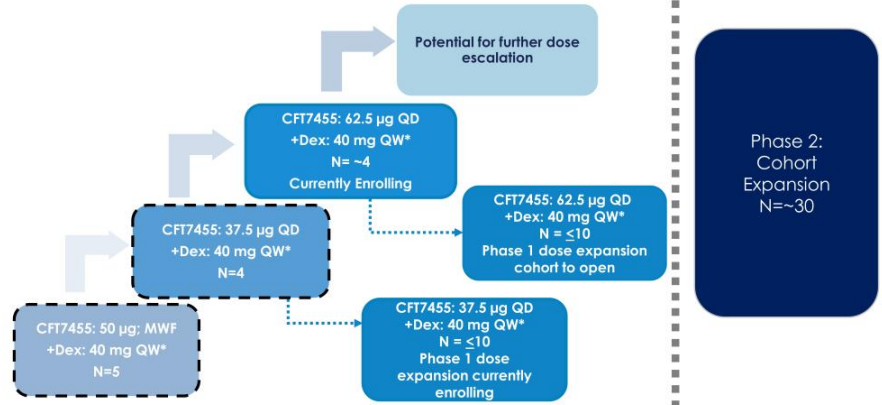 Potential for further dose
escalation
CFT7455: 62.5 µg QD
+Dex: 40 mg QW*
N= ~4
Currently Enrolling
Phase 2:
Cohort
Expansion
N=~30
CFT7455: 37.5 µg QD
+Dex: 40 mg QW*
N=4
CFT7455: 62.5 µg QD
+Dex: 40 mg QW*
N = ≤10
Phase 1 dose expansion
cohort to open
CFT7455: 50 µg; MWF
+Dex: 40 mg QW*
N=5
CFT7455: 37.5 µg QD
+Dex: 40 mg QW*
N = ≤10
Phase 1 dose
expansion currently
enrolling